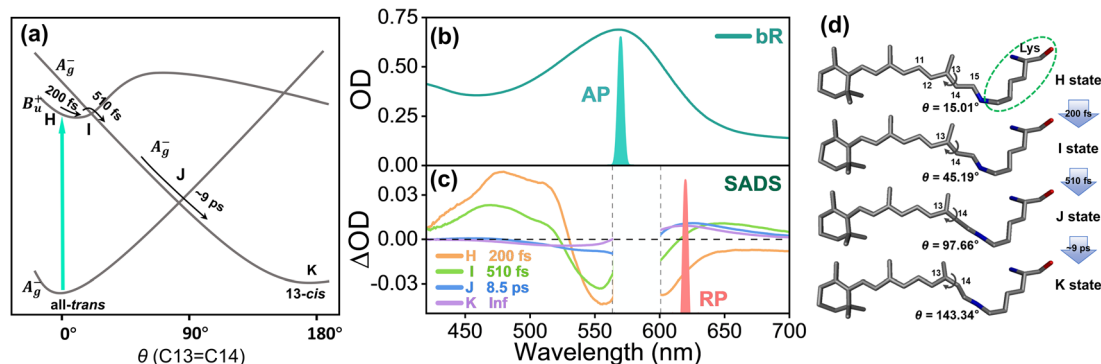 (a)
A_g^-
B_u^+
200 fs
510 fs
H
I
A_g^-
J
~9 ps
K
13-cis
A_g^-
all-trans
0°
90°
180°
θ (C13=C14)
(b)
bR
AP
OD
0.75
0.50
0.25
0.00
(c)
SADS
ΔOD
0.03
0.00
-0.03
H 200 fs
I 510 fs
J 8.5 ps
K Inf
RP
450
500
550
600
650
700
Wavelength (nm)
(d)
Lys
11
12
13
14
15
θ = 15.01°
H state
200 fs
13
14
θ = 45.19°
I state
510 fs
13
14
θ = 97.66°
J state
~9 ps
13
14
θ = 143.34°
K state